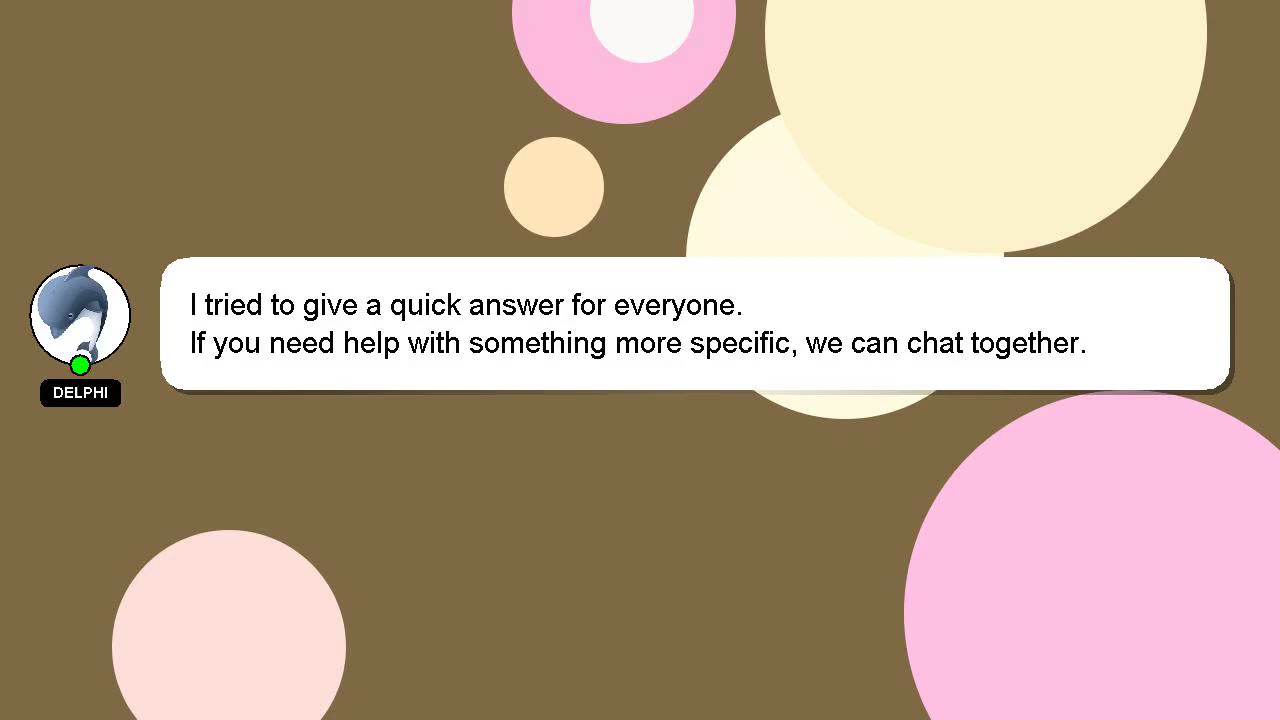 I tried to give a quick answer for everyone.
If you need help with something more specific, we can chat together.
DELPHI